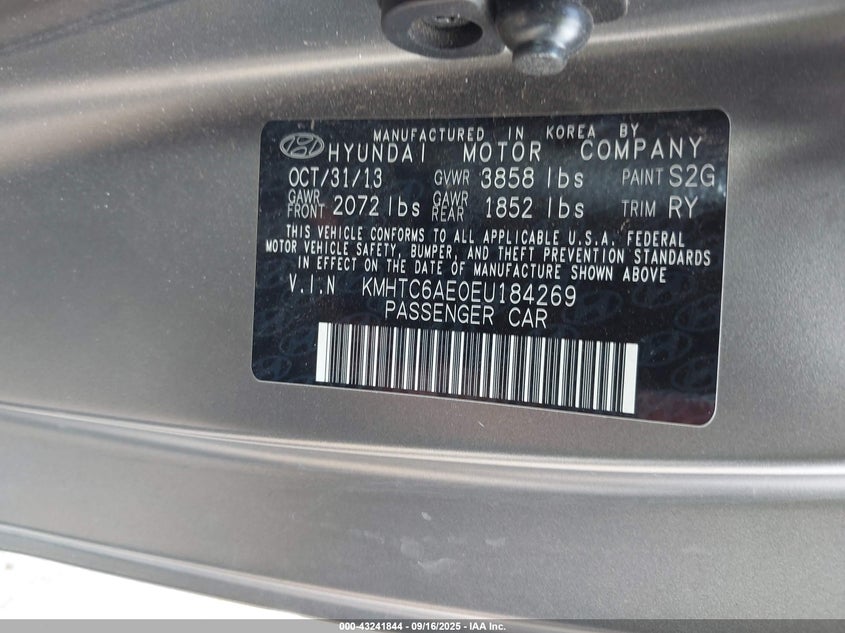 MANUFACTURED IN KOREA BY
HYUNDAI MOTOR COMPANY
OCT/31/13 GVWR 3858 lbs PAINT S2G
GAWR FRONT 2072 lbs GAWR REAR 1852 lbs TRIM RY
THIS VEHICLE CONFORMS TO ALL APPLICABLE U.S.A. FEDERAL
MOTOR VEHICLE SAFETY, BUMPER, AND THEFT PREVENTION STANDARDS
IN EFFECT ON THE DATE OF MANUFACTURE SHOWN ABOVE
V.I.N KMHTC6AE0EU184269
PASSENGER CAR
000-43241844 - 09/16/2025 - IAA Inc.